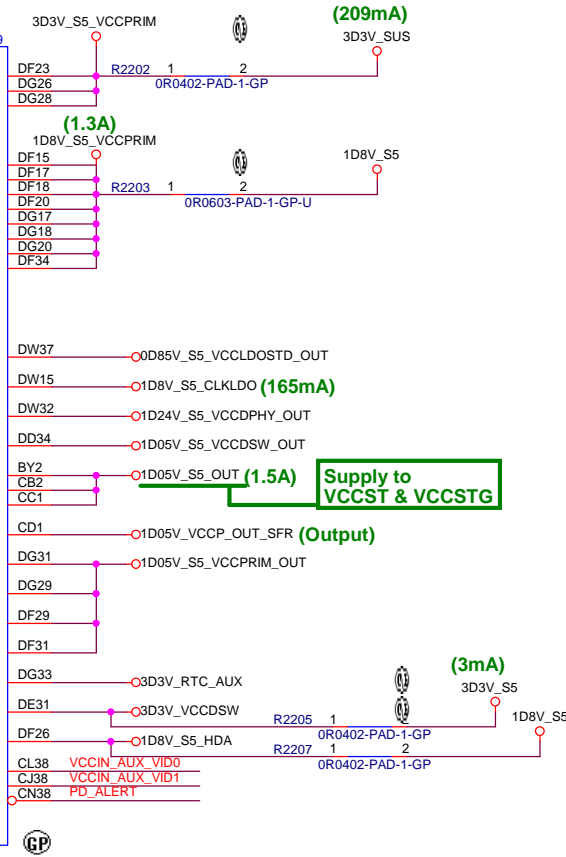 (209mA)
3D3V_S5_VCCPRIM
3D3V_SUS
9
DF23 R2202 1 2
DG26 0R0402-PAD-1-GP
DG28
(1.3A)
1D8V_S5_VCCPRIM
1D8V_S5
DF15
DF17
DF18 R2203 1 2
DF20 0R0603-PAD-1-GP-U
DG17
DG18
DG20
DF34
DW37 0D85V_S5_VCCLDOSTD_OUT
DW15 1D8V_S5_CLKLDO (165mA)
DW32 1D24V_S5_VCCDPHY_OUT
DD34 1D05V_S5_VCCDSW_OUT
BY2 1D05V_S5_OUT (1.5A) Supply to
CB2 VCCST & VCCSTG
CC1
CD1 1D05V_VCCP_OUT_SFR (Output)
DG31 1D05V_S5_VCCPRIM_OUT
DG29
DF29
DF31
(3mA)
DG33 3D3V_RTC_AUX 3D3V_S5
DE31 3D3V_VCCDSW 1D8V_S5
R2205 1 2
0R0402-PAD-1-GP
DF26 1D8V_S5_HDA
R2207 1 2
0R0402-PAD-1-GP
CL38 VCCIN_AUX_VID0
CJ38 VCCIN_AUX_VID1
CN38 PD_ALERT
GP